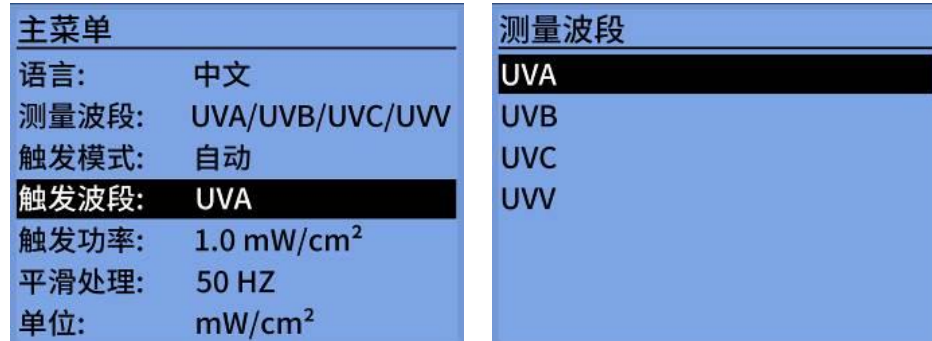 主菜单
语言: 中文
测量波段: UVA/UVB/UVC/UVV
触发模式: 自动
触发波段: UVA
触发功率: 1.0 mW/cm²
平滑处理: 50 HZ
单位: mW/cm²
测量波段
UVA
UVB
UVC
UVV